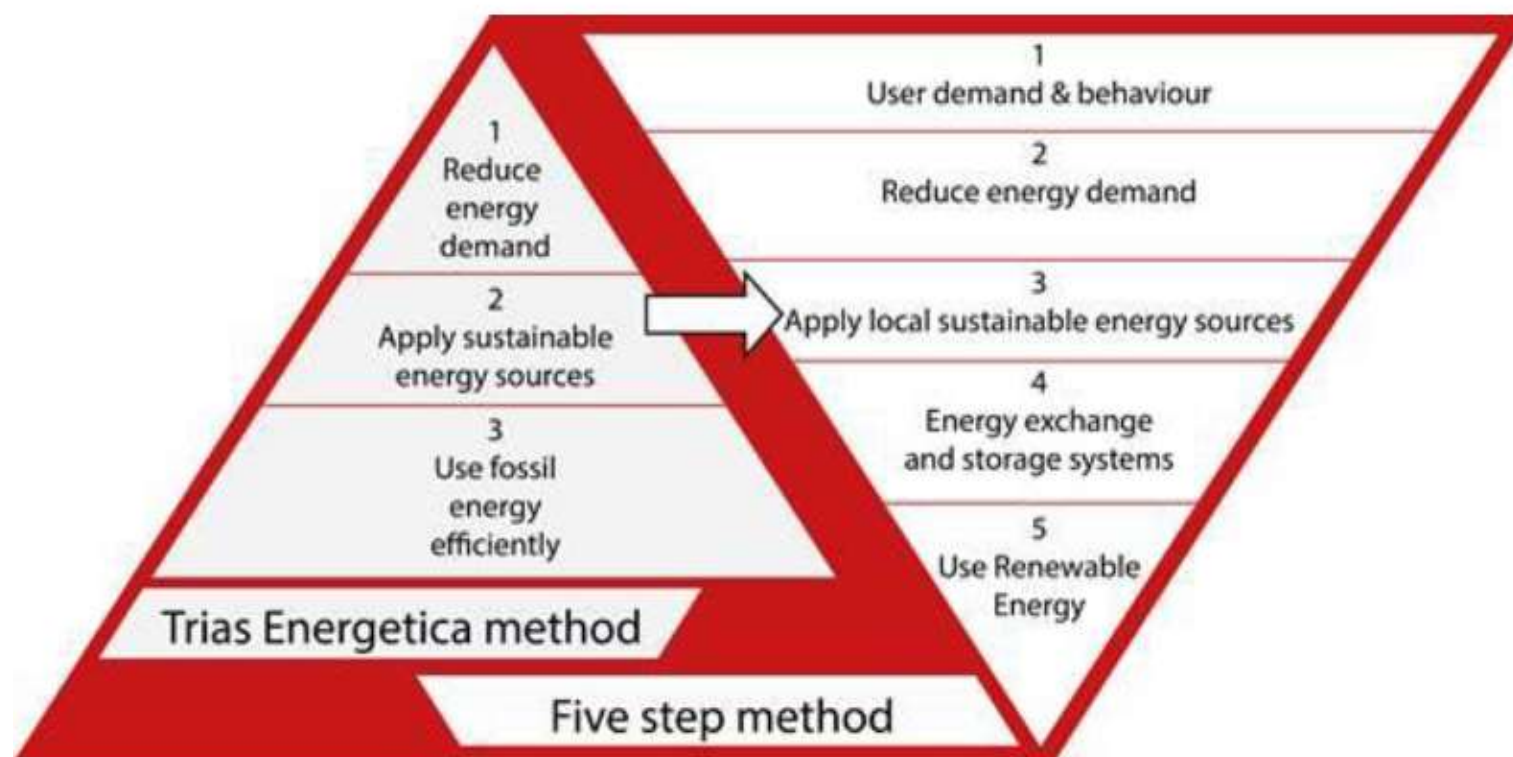 1
Reduce
energy
demand
2
Apply sustainable
energy sources
3
Use fossil
energy
efficiently
Trias Energetica method
1
User demand & behaviour
2
Reduce energy demand
3
Apply local sustainable energy sources
4
Energy exchange
and storage systems
5
Use Renewable
Energy
Five step method